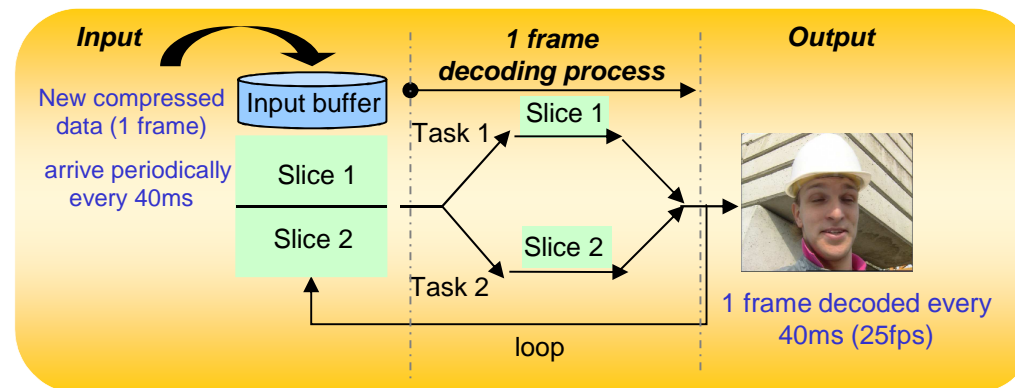 Input
1 frame
decoding process
Output
New compressed
data (1 frame)
arrive periodically
every 40ms
Input buffer
Slice 1
Slice 2
Task 1
Slice 1
Slice 2
Task 2
loop
1 frame decoded every
40ms (25fps)